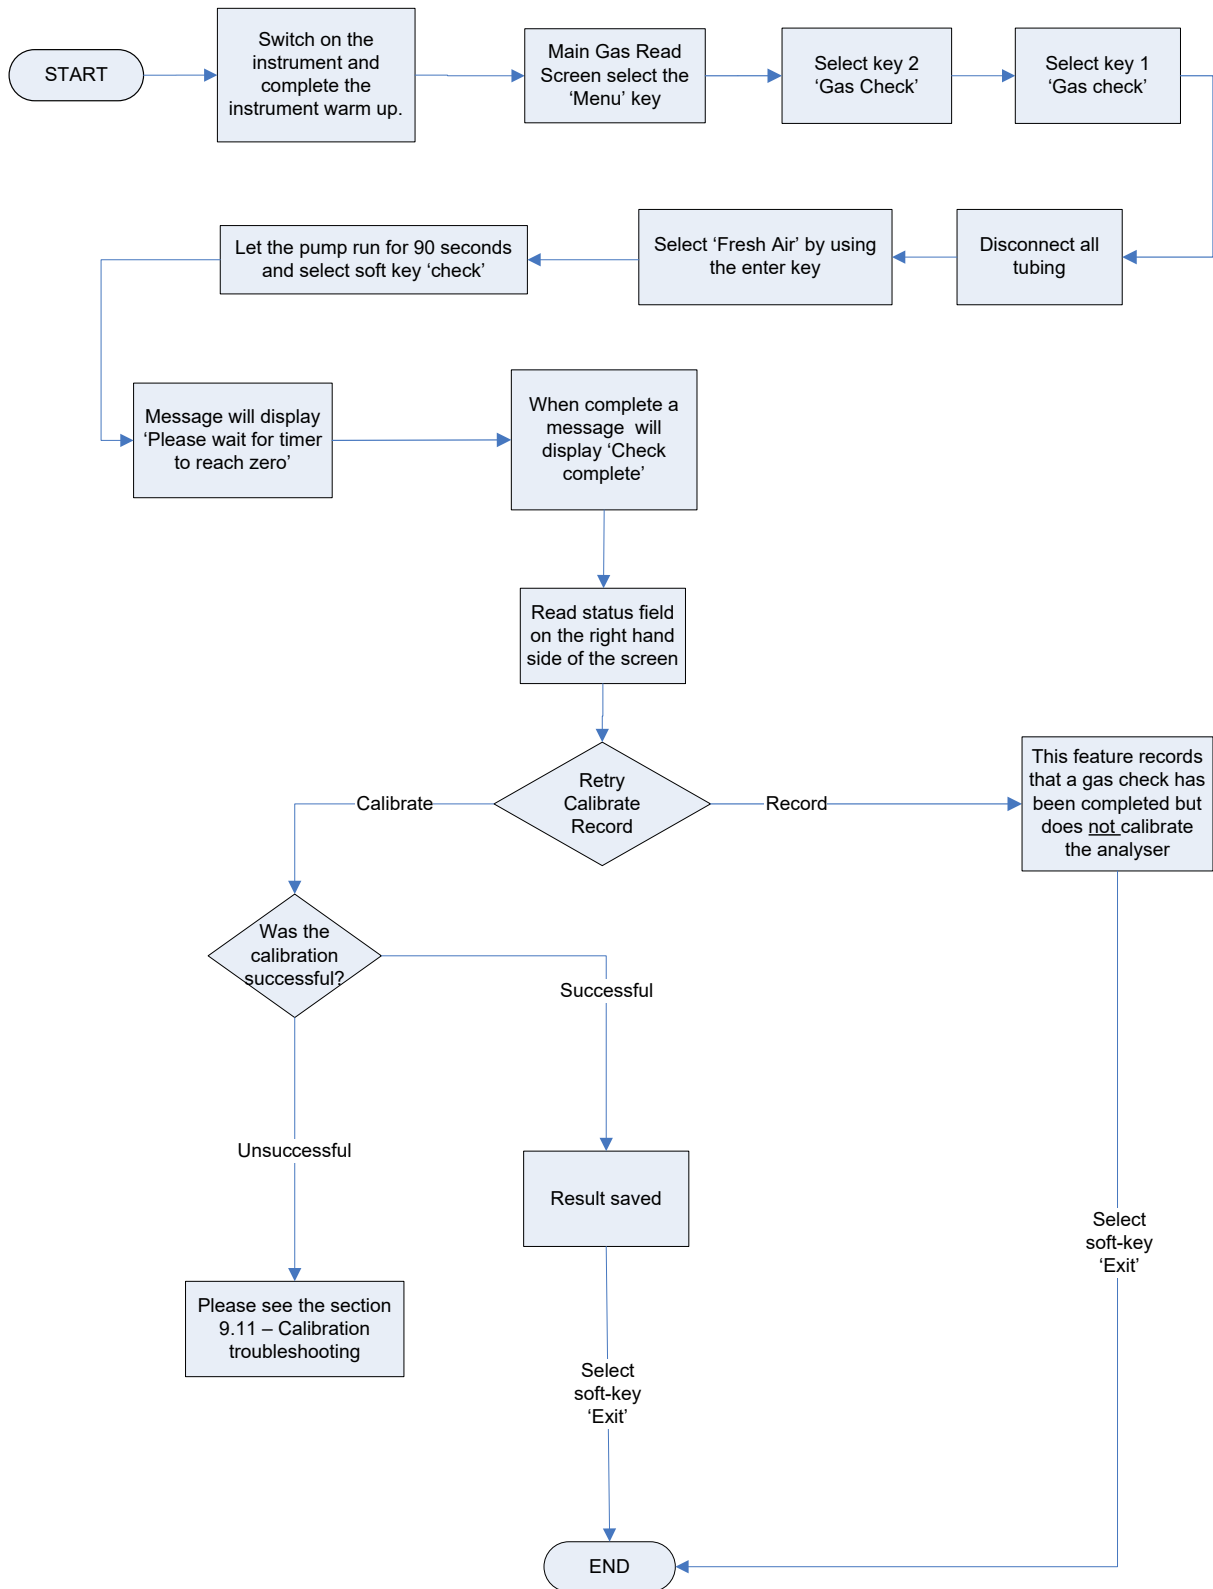 START
Switch on the
instrument and
complete the
instrument warm up.
Main Gas Read
Screen select the
‘Menu’ key
Select key 2
‘Gas Check’
Select key 1
‘Gas check’
Disconnect all
tubing
Select ‘Fresh Air’ by using
the enter key
Let the pump run for 90 seconds
and select soft key ‘check’
Message will display
‘Please wait for timer
to reach zero’
When complete a
message will
display ‘Check
complete’
Read status field
on the right hand
side of the screen
Retry
Calibrate
Record
Calibrate
Record
This feature records
that a gas check has
been completed but
does not calibrate
the analyser
Was the
calibration
successful?
Successful
Unsuccessful
Result saved
Please see the section
9.11 – Calibration
troubleshooting
Select
soft-key
‘Exit’
Select
soft-key
‘Exit’
END